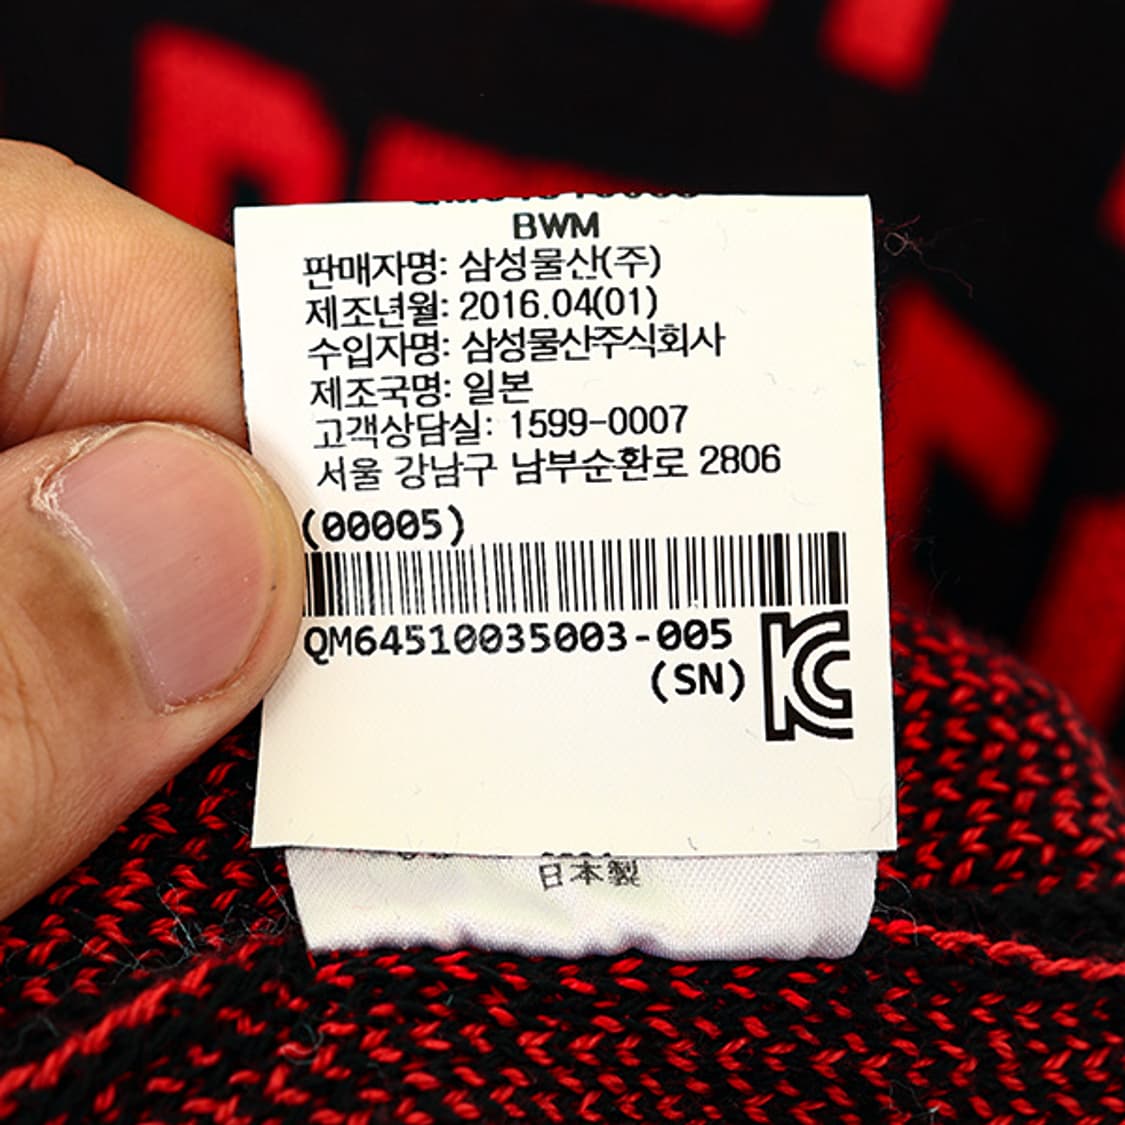 BWM
판매자명: 삼성물산(주)
제조년월: 2016.04(01)
수입자명: 삼성물산주식회사
제조국명: 일본
고객상담실: 1599-0007
서울 강남구 남부순환로 2806
(00005)
QM64510035003-005
(SN)
日本製